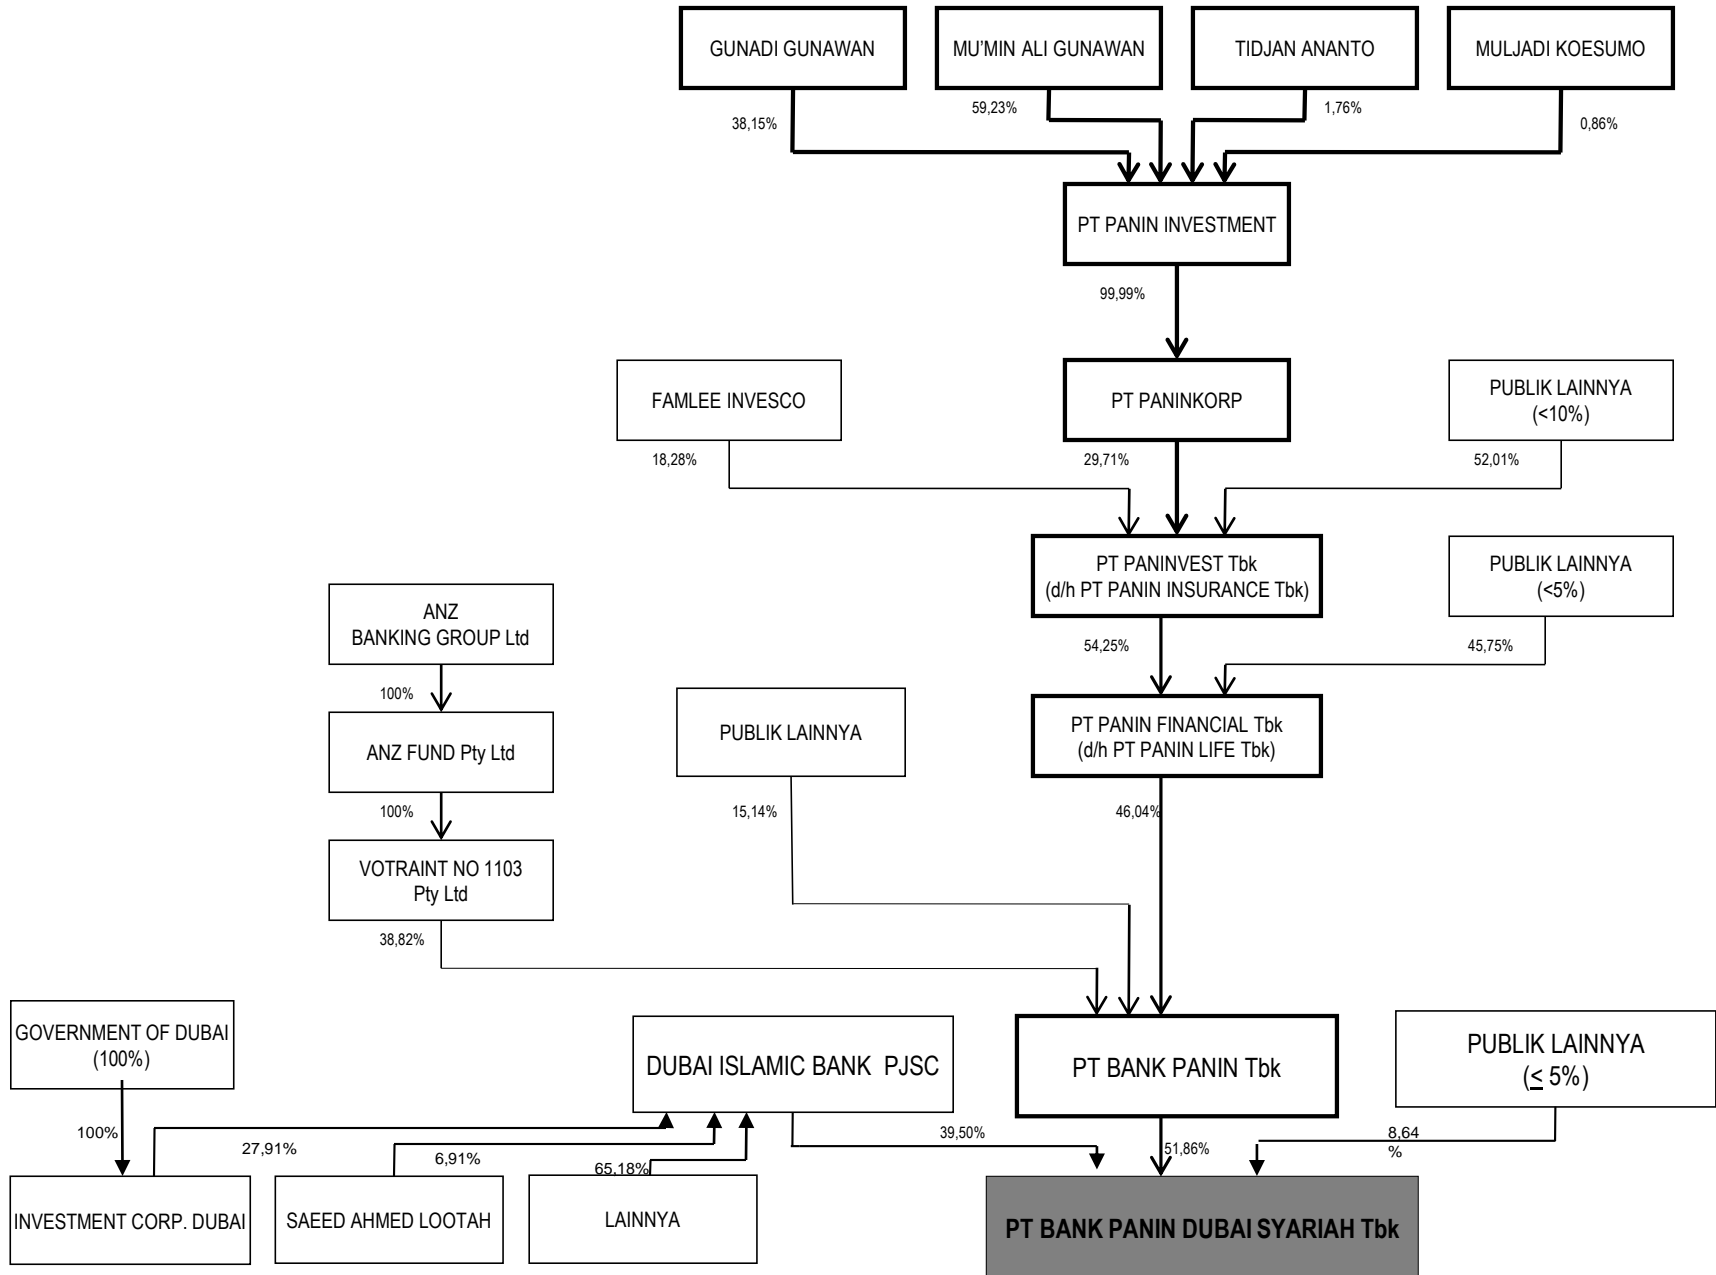 GUNADI GUNAWAN
MU’MIN ALI GUNAWAN
TIDJAN ANANTO
MULJADI KOESUMO
38,15%
59,23%
1,76%
0,86%
PT PANIN INVESTMENT
99,99%
FAMLEE INVESCO
PT PANINKORP
PUBLIK LAINNYA
(<10%)
18,28%
29,71%
52,01%
PT PANINVEST Tbk
(d/h PT PANIN INSURANCE Tbk)
PUBLIK LAINNYA
(<5%)
ANZ
BANKING GROUP Ltd
54,25%
45,75%
100%
PUBLIK LAINNYA
PT PANIN FINANCIAL Tbk
(d/h PT PANIN LIFE Tbk)
ANZ FUND Pty Ltd
100%
15,14%
46,04%
VOTRAINT NO 1103
Pty Ltd
38,82%
GOVERNMENT OF DUBAI
(100%)
DUBAI ISLAMIC BANK PJSC
PT BANK PANIN Tbk
PUBLIK LAINNYA
(≤ 5%)
100%
27,91%
6,91%
65,18%
39,50%
51,86%
8,64
%
INVESTMENT CORP. DUBAI
SAEED AHMED LOOTAH
LAINNYA
PT BANK PANIN DUBAI SYARIAH Tbk